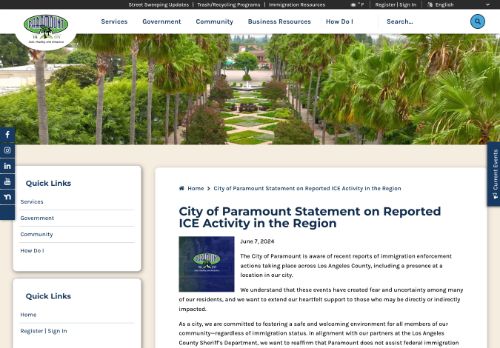 Street Sweeping Updates | Trash/Recycling Programs | Immigration Resources
° F | Register | Sign In | English
PARAMOUNT
Services Government Community Business Resources How Do I Search...
Current Events
Quick Links
Services
Government
Community
How Do I
Quick Links
Home
Register | Sign In
Home > City of Paramount Statement on Reported ICE Activity in the Region
City of Paramount Statement on Reported
ICE Activity in the Region
June 7, 2024
The City of Paramount is aware of recent reports of immigration enforcement
actions taking place across Los Angeles County, including a presence at a
location in our city.
We understand that these events have created fear and uncertainty among many
of our residents, and we want to extend our heartfelt support to those who may be directly or indirectly
impacted.
As a city, we are committed to fostering a safe and welcoming environment for all members of our
community—regardless of immigration status. In alignment with our partners at the Los Angeles
County Sheriff's Department, we want to reaffirm that Paramount does not assist federal immigration